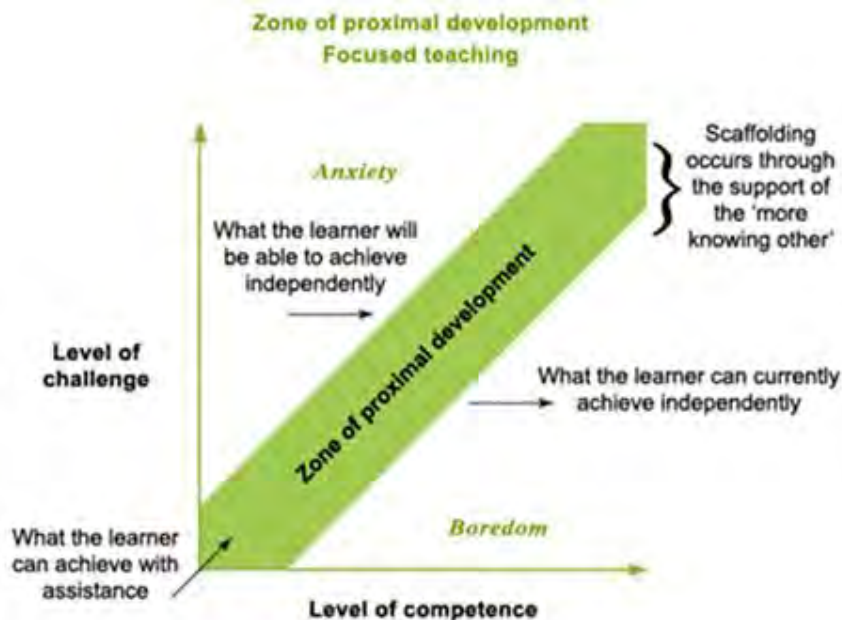 Zone of proximal development
Focused teaching
Anxiety
Scaffolding
occurs through
the support of
the 'more
knowing other'
What the learner will
be able to achieve
independently
Zone of proximal development
Level of
challenge
What the learner can currently
achieve independently
Boredom
What the learner
can achieve with
assistance
Level of competence